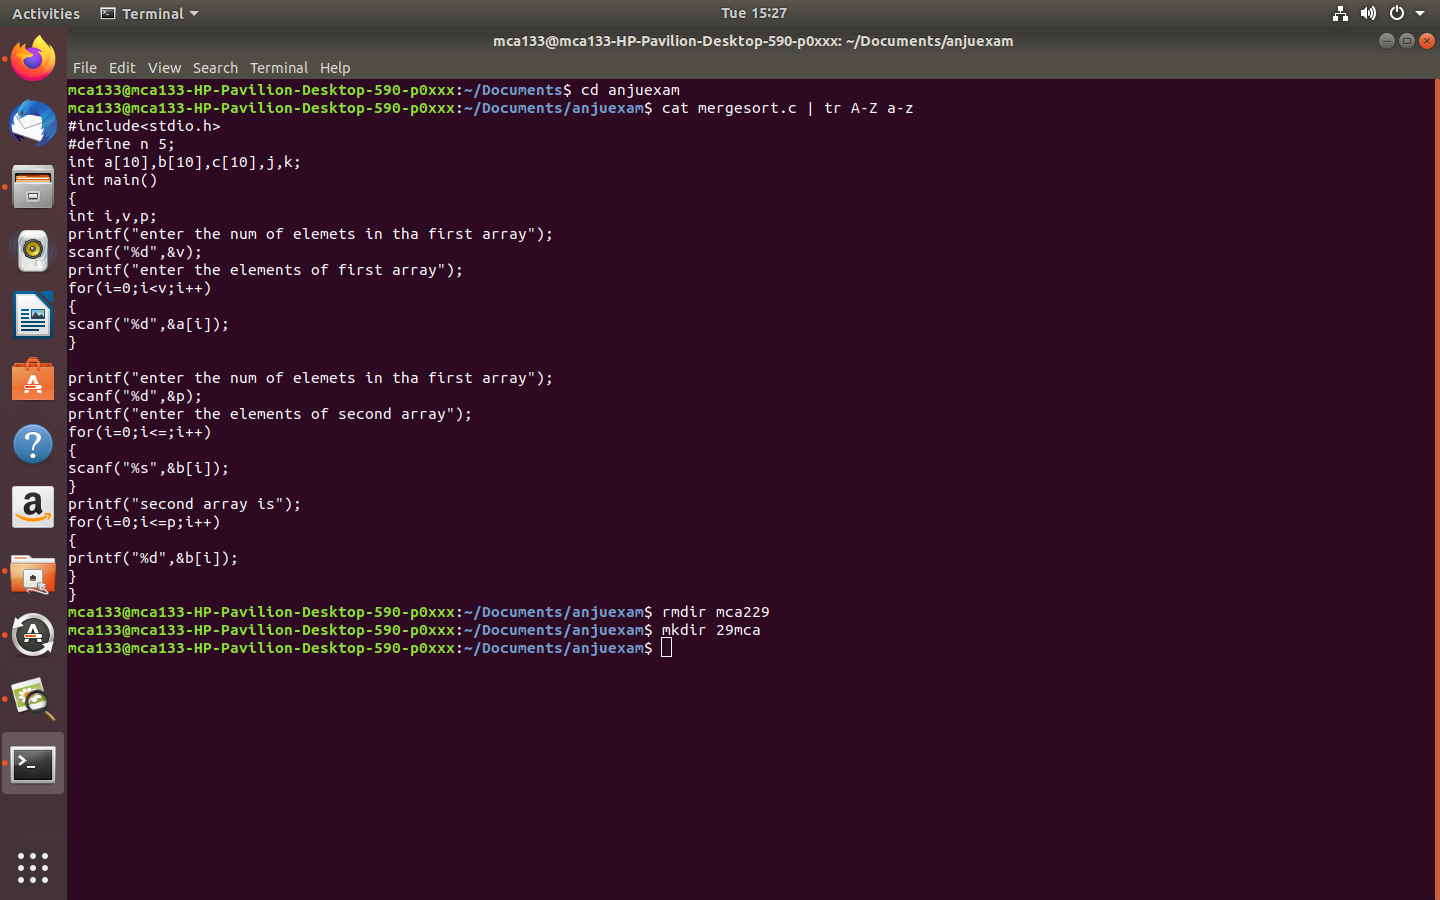 Activities Terminal Tue 15:27
mca133@mca133-HP-Pavilion-Desktop-590-p0xxx: ~/Documents/anjuexam
File Edit View Search Terminal Help
mca133@mca133-HP-Pavilion-Desktop-590-p0xxx:~/Documents$ cd anjuexam
mca133@mca133-HP-Pavilion-Desktop-590-p0xxx:~/Documents/anjuexam$ cat mergesort.c | tr A-Z a-z
#include<stdio.h>
#define n 5;
int a[10],b[10],c[10],j,k;
int main()
{
int i,v,p;
printf("enter the num of elemets in tha first array");
scanf("%d",&v);
printf("enter the elements of first array");
for(i=0;i<v;i++)
{
scanf("%d",&a[i]);
}
printf("enter the num of elemets in tha first array");
scanf("%d",&p);
printf("enter the elements of second array");
for(i=0;i<=;i++)
{
scanf("%s",&b[i]);
}
printf("second array is");
for(i=0;i<=p;i++)
{
printf("%d",&b[i]);
}
}
mca133@mca133-HP-Pavilion-Desktop-590-p0xxx:~/Documents/anjuexam$ rmdir mca229
mca133@mca133-HP-Pavilion-Desktop-590-p0xxx:~/Documents/anjuexam$ mkdir 29mca
mca133@mca133-HP-Pavilion-Desktop-590-p0xxx:~/Documents/anjuexam$